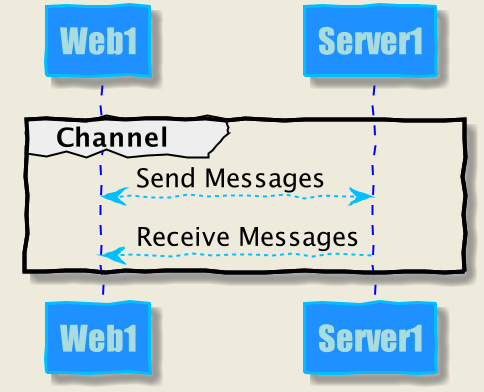 Web1 Server1
Channel
Send Messages
Receive Messages
Web1 Server1